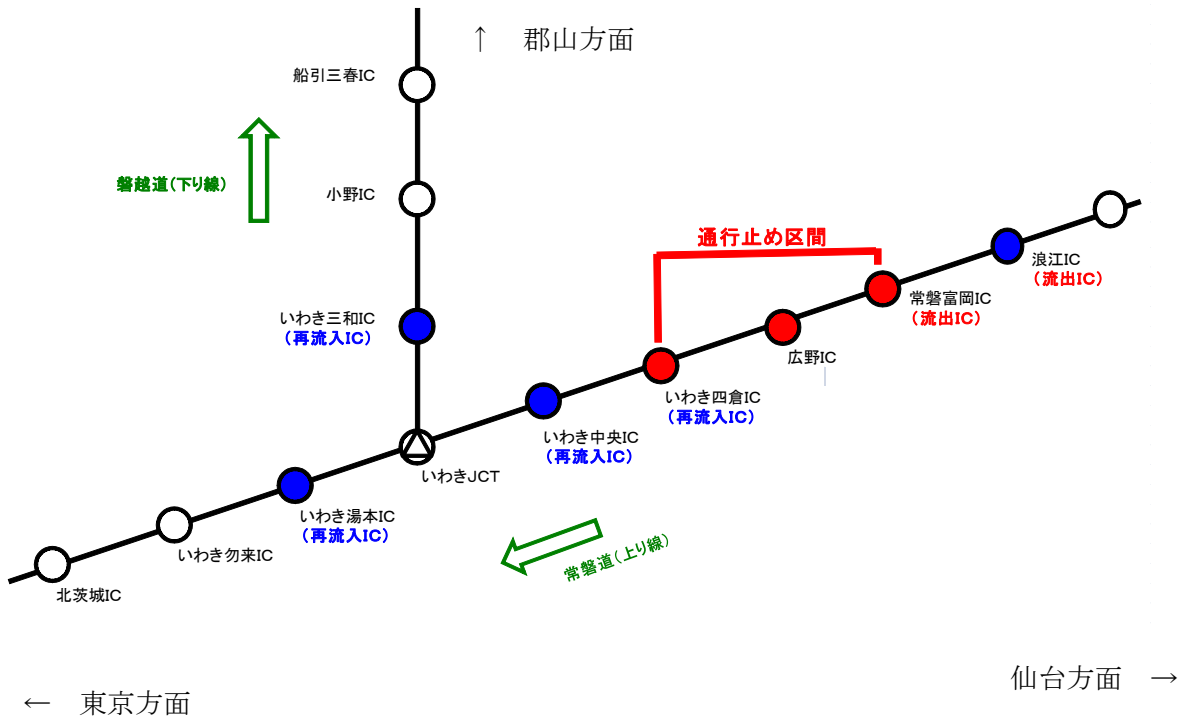 ↑ 郡山方面
船引三春IC
磐越道(下り線)
小野IC
通行止め区間
浪江IC
(流出IC)
常磐富岡IC
(流出IC)
いわき三和IC
(再流入IC)
広野IC
いわき四倉IC
(再流入IC)
いわき中央IC
(再流入IC)
いわきJCT
いわき湯本IC
(再流入IC)
いわき勿来IC
常磐道(上り線)
北茨城IC
仙台方面 →
← 東京方面